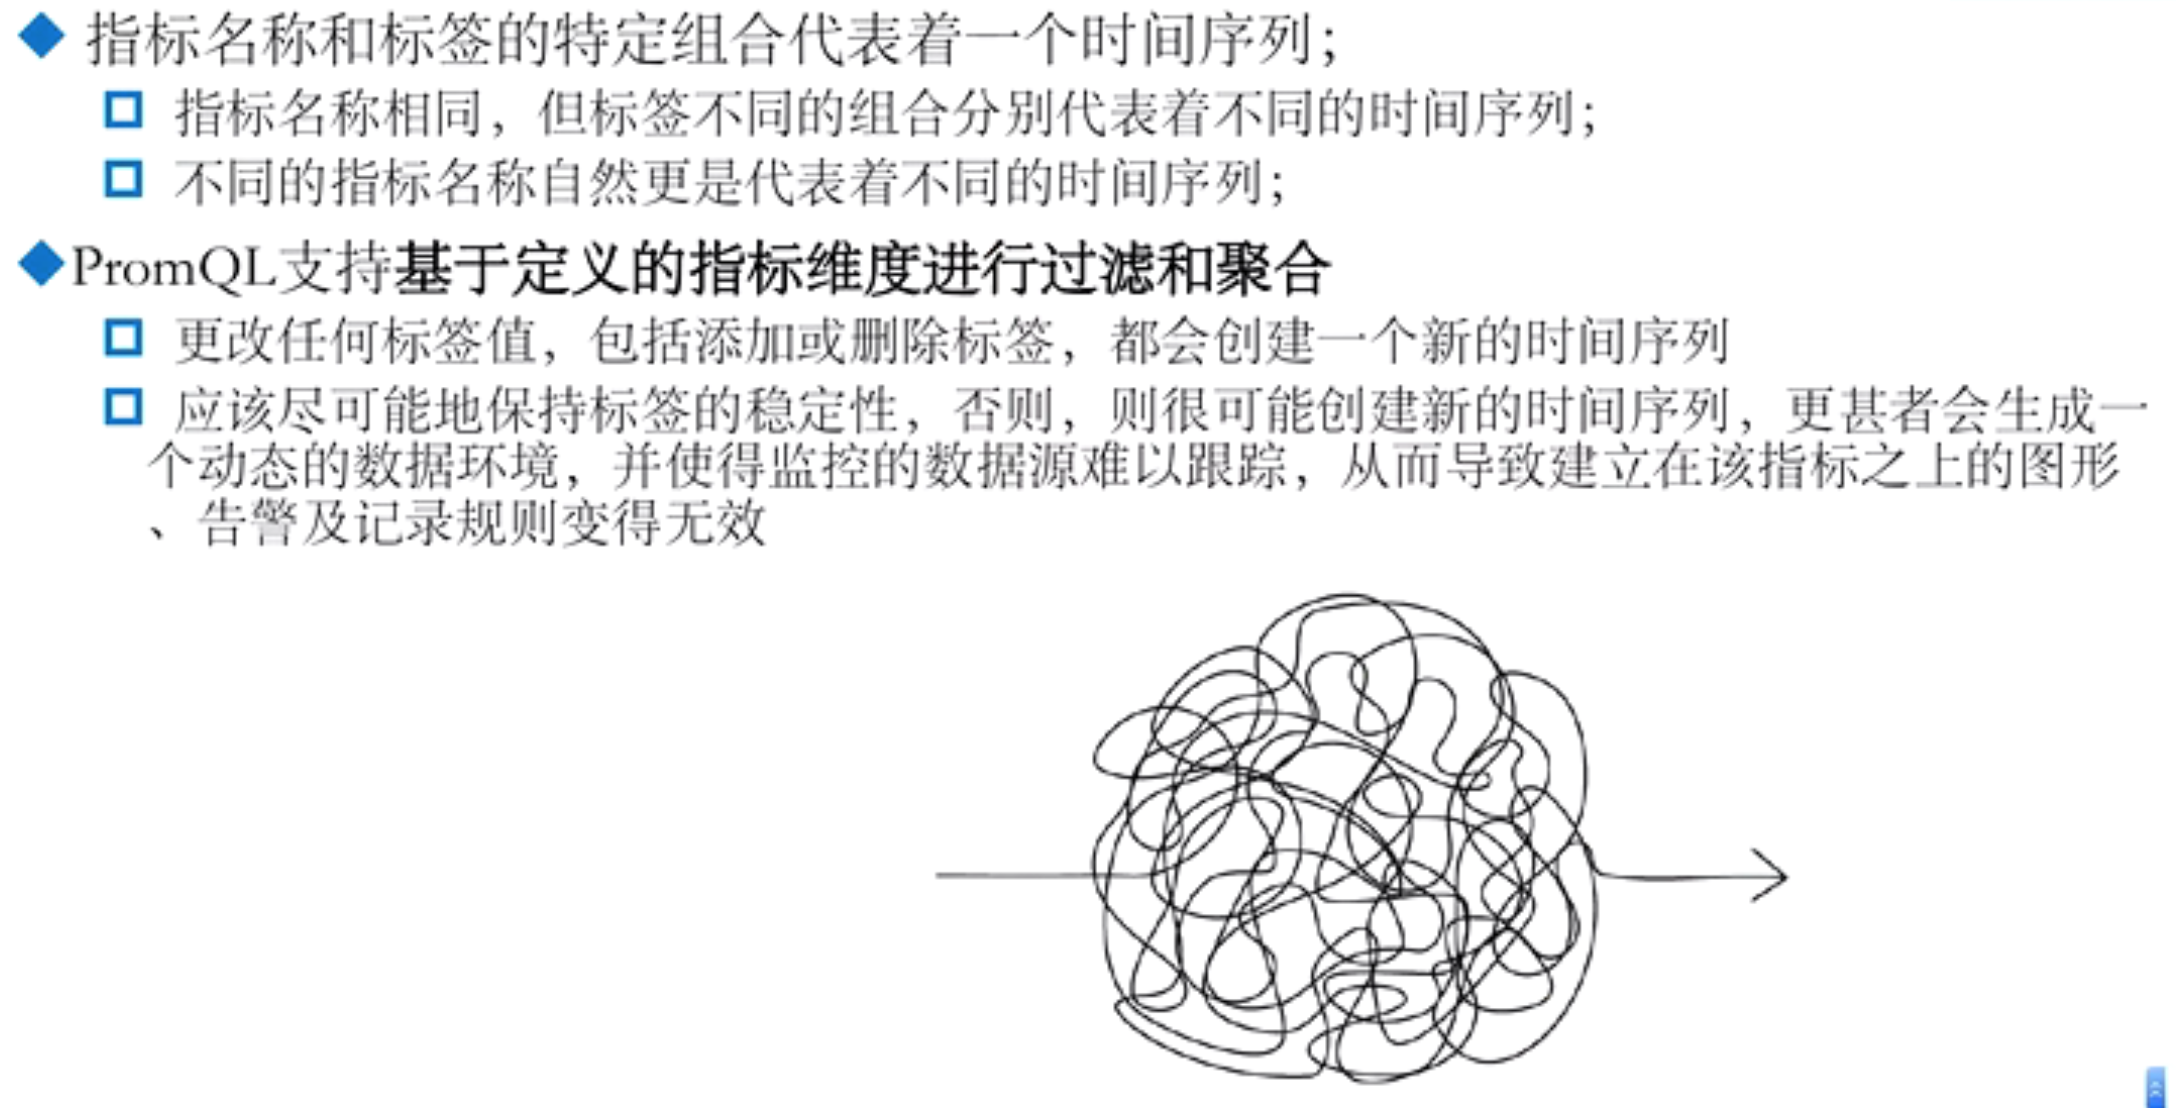 指标名称和标签的特定组合代表着一个时间序列；
指标名称相同，但标签不同的组合分别代表着不同的时间序列；
不同的指标名称自然更是代表着不同的时间序列；
PromQL支持基于定义的指标维度进行过滤和聚合
更改任何标签值，包括添加或删除标签，都会创建一个新的时间序列
应该尽可能地保持标签的稳定性，否则，则很可能创建新的时间序列，更甚者会生成一
个动态的数据环境，并使得监控的数据源难以跟踪，从而导致建立在该指标之上的图形
、告警及记录规则变得无效